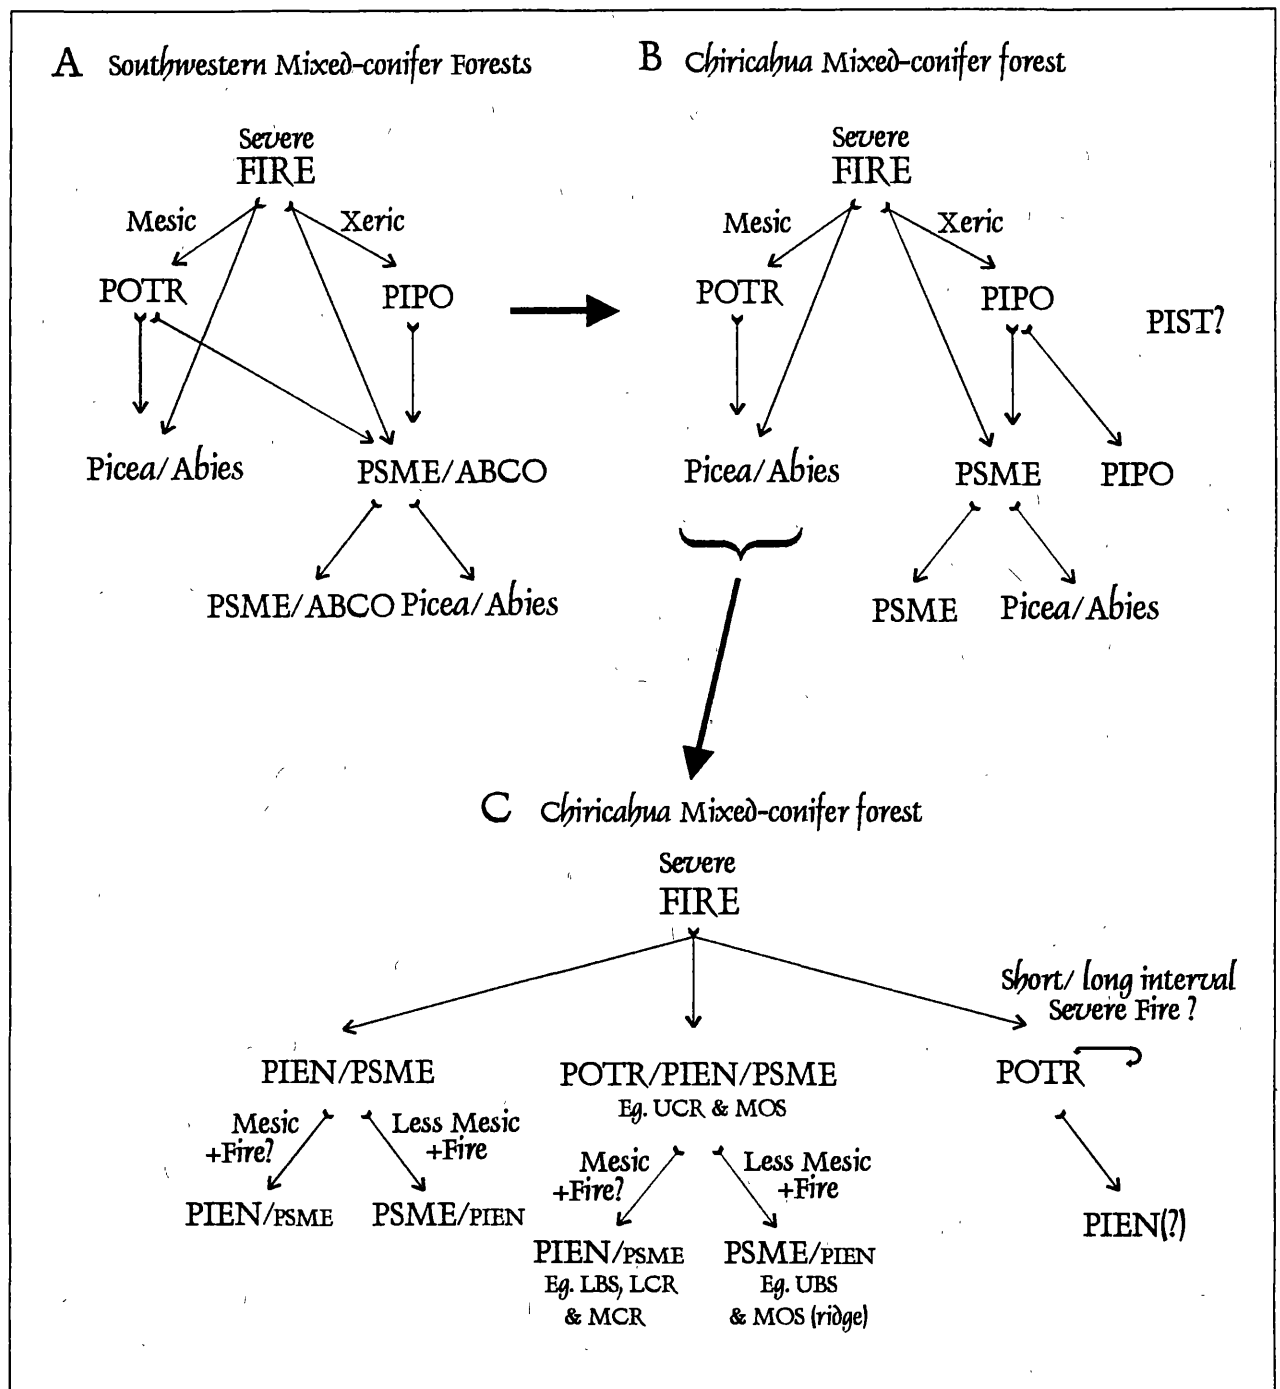 A Southwestern Mixed-conifer Forests
Severe
FIRE
Mesic
Xeric
POTR
PIPO
Picea/Abies
PSME/ABCO
PSME/ABCO
Picea/Abies
B Chiricahua Mixed-conifer forest
Severe
FIRE
Mesic
Xeric
POTR
PIPO
PIST?
Picea/Abies
PSME
PIPO
PSME
Picea/Abies
C Chiricahua Mixed-conifer forest
Severe
FIRE
Short/ long interval
Severe Fire ?
PIEN/PSME
POTR/PIEN/PSME
Eg. UCR & MOS
POTR
Mesic
+Fire?
Less Mesic
+Fire
Mesic
+Fire?
Less Mesic
+Fire
PIEN/PSME
PSME/PIEN
PIEN/PSME
Eg. LBS, LCR
& MCR
PSME/PIEN
Eg. UBS
& MOS (ridge)
PIEN(?)